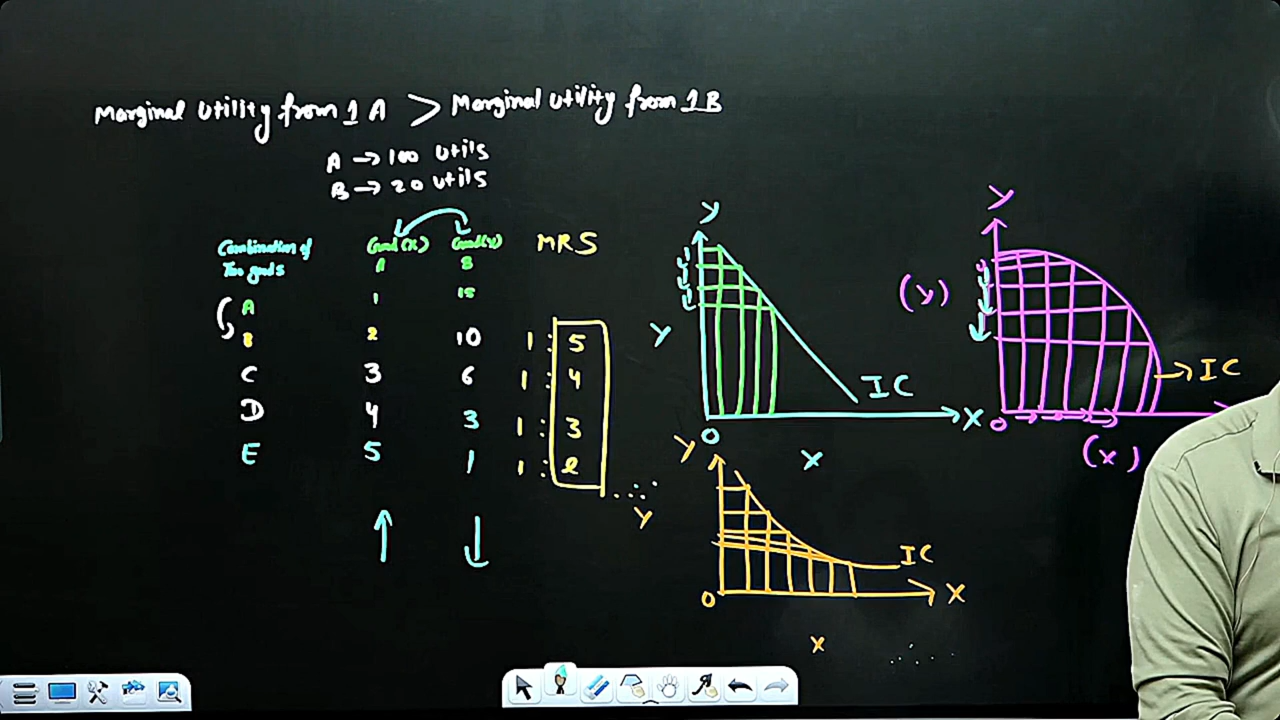 Marginal Utility from 1 A > Marginal Utility from 1 B
A → 100 Utils
B → 20 Utils
Combination of Good(X) Good(Y) MRS
Two goods A B
A 1 15
B 2 10 1 : 5
C 3 6 1 : 4
D 4 3 1 : 3
E 5 1 1 : 2
Y
Y
IC
O
X
X
Y
(Y)
IC
O
(X)
Y
Y
IC
O
X
X